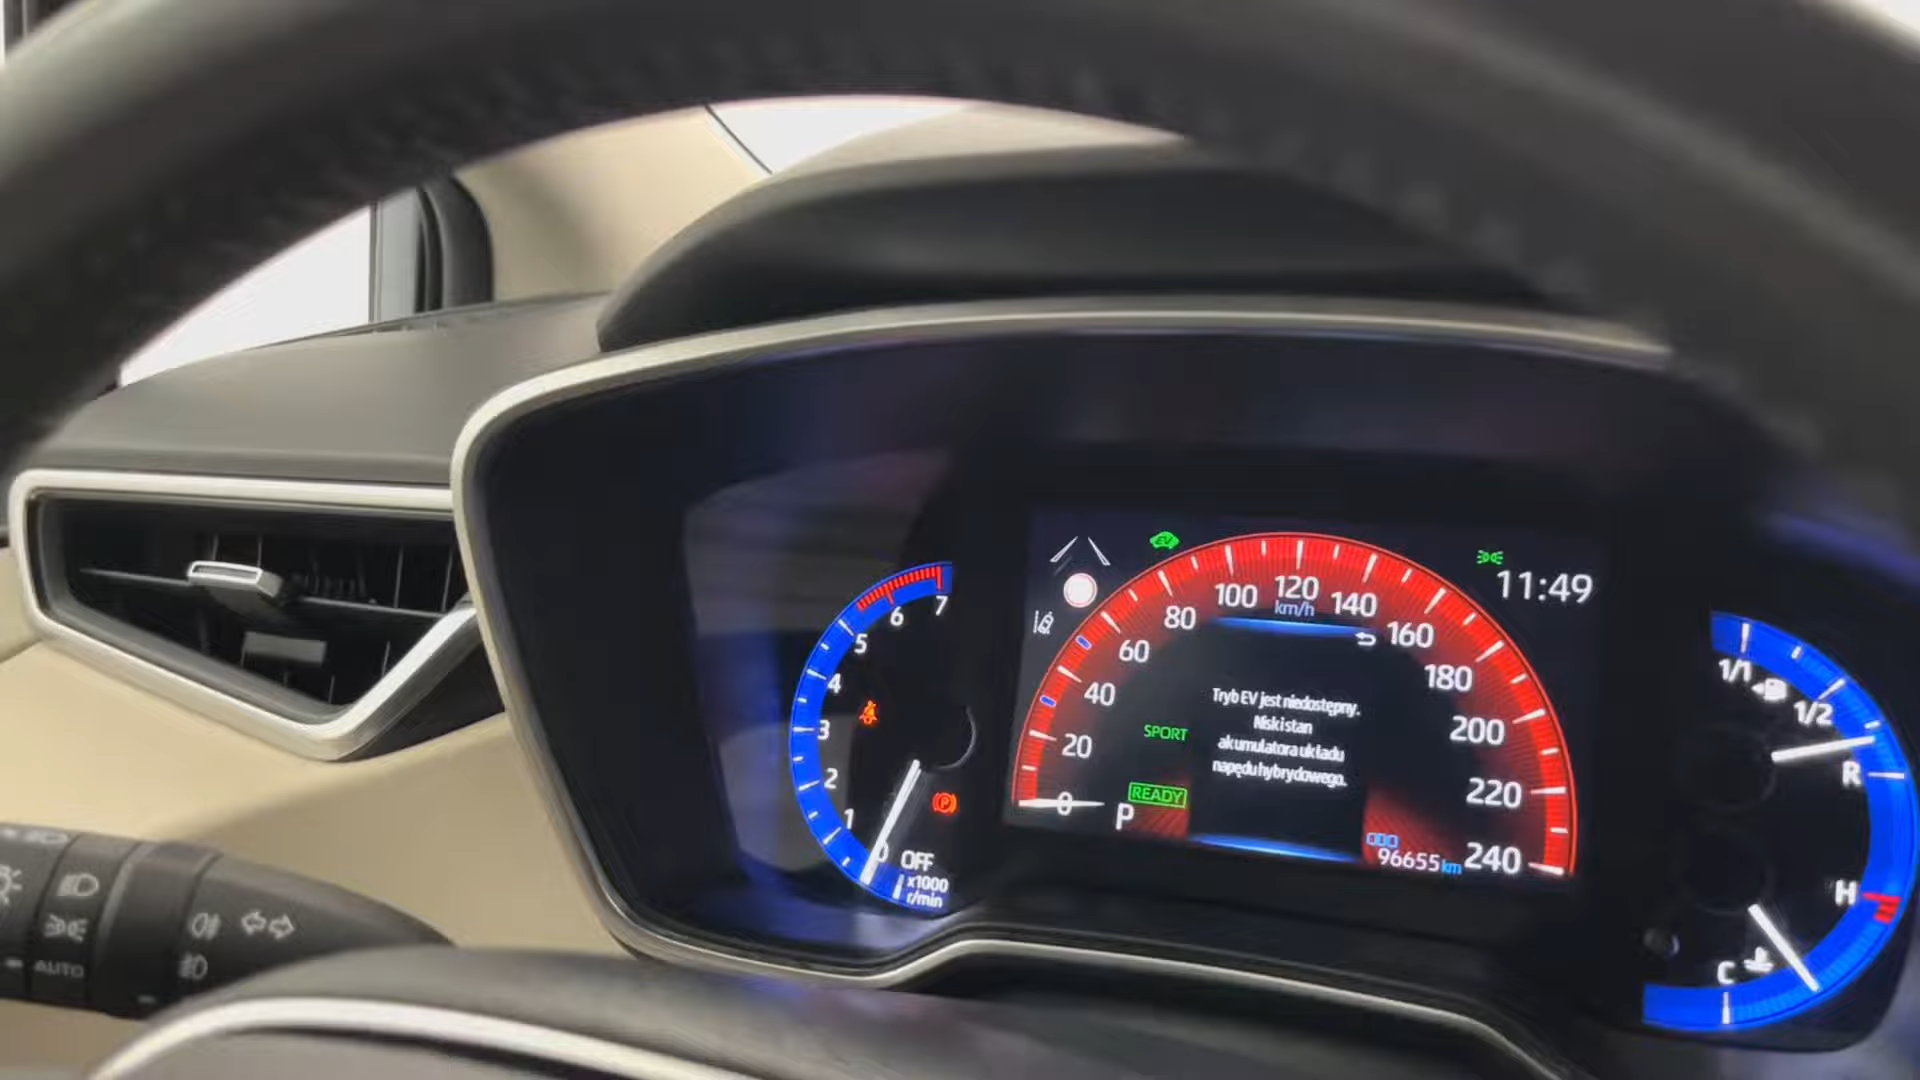 EV
11:49
7
6
5
4
3
2
1
0
OFF
x1000
r/min
P
0
20
40
60
80
100
120
km/h
140
160
180
200
220
240
SPORT
READY
P
Tryb EV jest niedostępny.
Niski stan
akumulatora układu
napędu hybrydowego.
ODO
96655 km
1/1
1/2
R
H
C
AUTO